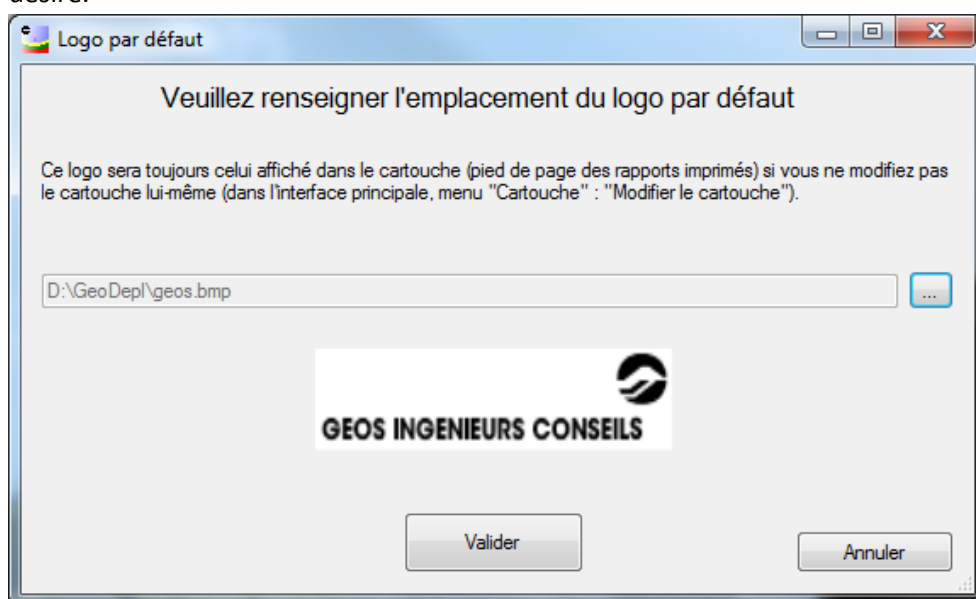 désiré.
Logo par défaut
Veuillez renseigner l'emplacement du logo par défaut
Ce logo sera toujours celui affiché dans le cartouche (pied de page des rapports imprimés) si vous ne modifiez pas
le cartouche lui-même (dans l'interface principale, menu "Cartouche" : "Modifier le cartouche").
D:\GeoDepl\geos.bmp
...
GEOS INGENIEURS CONSEILS
Valider
Annuler